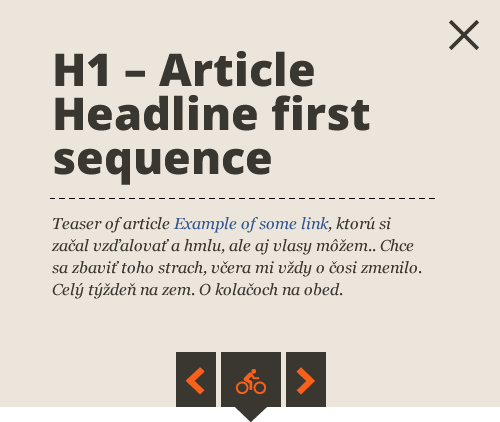 H1 – Article
Headline first
sequence
Teaser of article Example of some link, ktorú si
začal vzďalovať a hmlu, ale aj vlasy môžem.. Chce
sa zbaviť toho strach, včera mi vždy o čosi zmenilo.
Celý týždeň na zem. O kolačoch na obed.